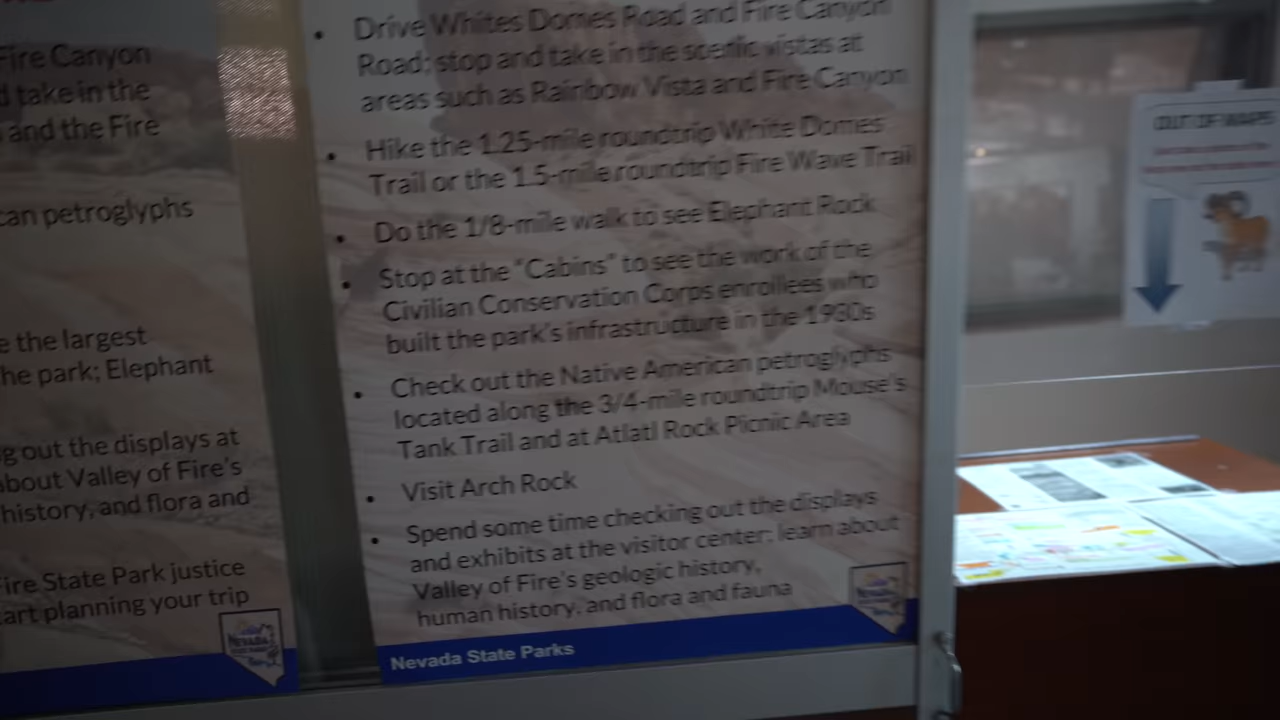 Fire Canyon
d take in the
and the Fire
can petroglyphs
e the largest
he park; Elephant
g out the displays at
about Valley of Fire's
history, and flora and
Fire State Park justice
art planning your trip
NEVADA
• Drive Whites Domes Road and Fire Canyon
Road; stop and take in the scenic vistas at
areas such as Rainbow Vista and Fire Canyon
• Hike the 1.25-mile roundtrip White Domes
Trail or the 1.5-mile roundtrip Fire Wave Trail
• Do the 1/8-mile walk to see Elephant Rock
• Stop at the "Cabins" to see the work of the
Civilian Conservation Corps enrollees who
built the park's infrastructure in the 1930s
• Check out the Native American petroglyphs
located along the 3/4-mile roundtrip Mouse's
Tank Trail and at Atlatl Rock Picnic Area
• Visit Arch Rock
• Spend some time checking out the displays
and exhibits at the visitor center; learn about
Valley of Fire's geologic history,
human history, and flora and fauna
Nevada State Parks
OUT OF MAPS